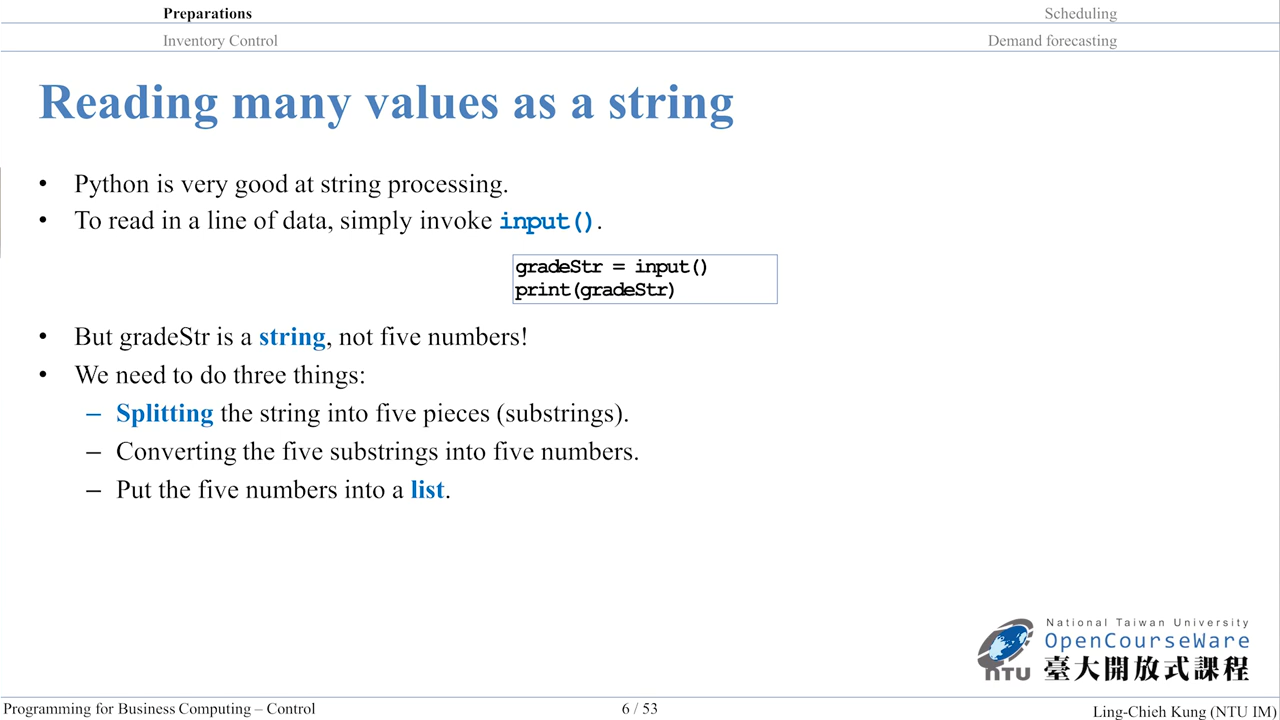 Preparations Scheduling
Inventory Control Demand forecasting
Reading many values as a string
• Python is very good at string processing.
• To read in a line of data, simply invoke input().
gradeStr = input()
print(gradeStr)
• But gradeStr is a string, not five numbers!
• We need to do three things:
– Splitting the string into five pieces (substrings).
– Converting the five substrings into five numbers.
– Put the five numbers into a list.
National Taiwan University
OpenCourseWare
NTU 臺大開放式課程
Programming for Business Computing – Control 6 / 53 Ling-Chieh Kung (NTU IM)